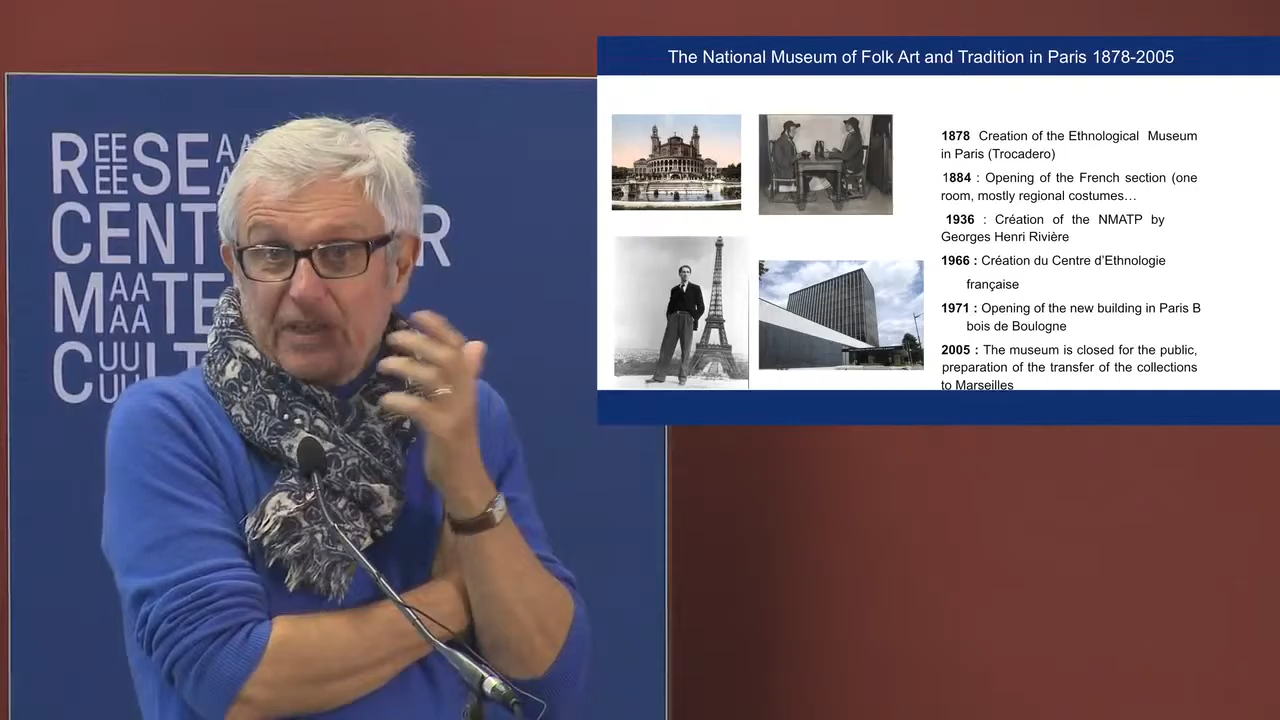 REEEESEAA
CENT R
MAAAATE
CUUUULT
The National Museum of Folk Art and Tradition in Paris 1878-2005
1878 Creation of the Ethnological Museum
in Paris (Trocadero)
1884 : Opening of the French section (one
room, mostly regional costumes…
1936 : Création of the NMATP by
Georges Henri Rivière
1966 : Création du Centre d'Ethnologie
française
1971 : Opening of the new building in Paris B
bois de Boulogne
2005 : The museum is closed for the public,
preparation of the transfer of the collections
to Marseilles